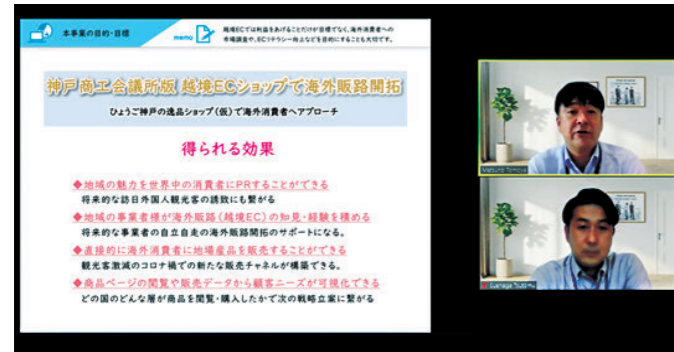 本事業の目的・目標
memo
越境ECでは利益をあげることだけが目標でなく、海外消費者への
市場調査や、ECリテラシー向上などを目的にすることも大切です。
神戸商工会議所版 越境ECショップで海外販路開拓
ひょうご神戸の逸品ショップ(仮)で海外消費者へアプローチ
得られる効果
◆地域の魅力を世界中の消費者にPRすることができる
将来的な訪日外国人観光客の誘致にも繋がる
◆地域の事業者様が海外販路(越境EC)の知見・経験を積める
将来的な事業者の自立自走の海外販路開拓のサポートになる。
◆直接的に海外消費者に地場産品を販売することができる
観光客激減のコロナ禍での新たな販売チャネルが構築できる。
◆商品ページの閲覧や販売データから顧客ニーズが可視化できる
どの国のどんな層が商品を閲覧・購入したかで次の戦略立案に繋がる
Matsuno Tomoya
Suenaga Tsutomu